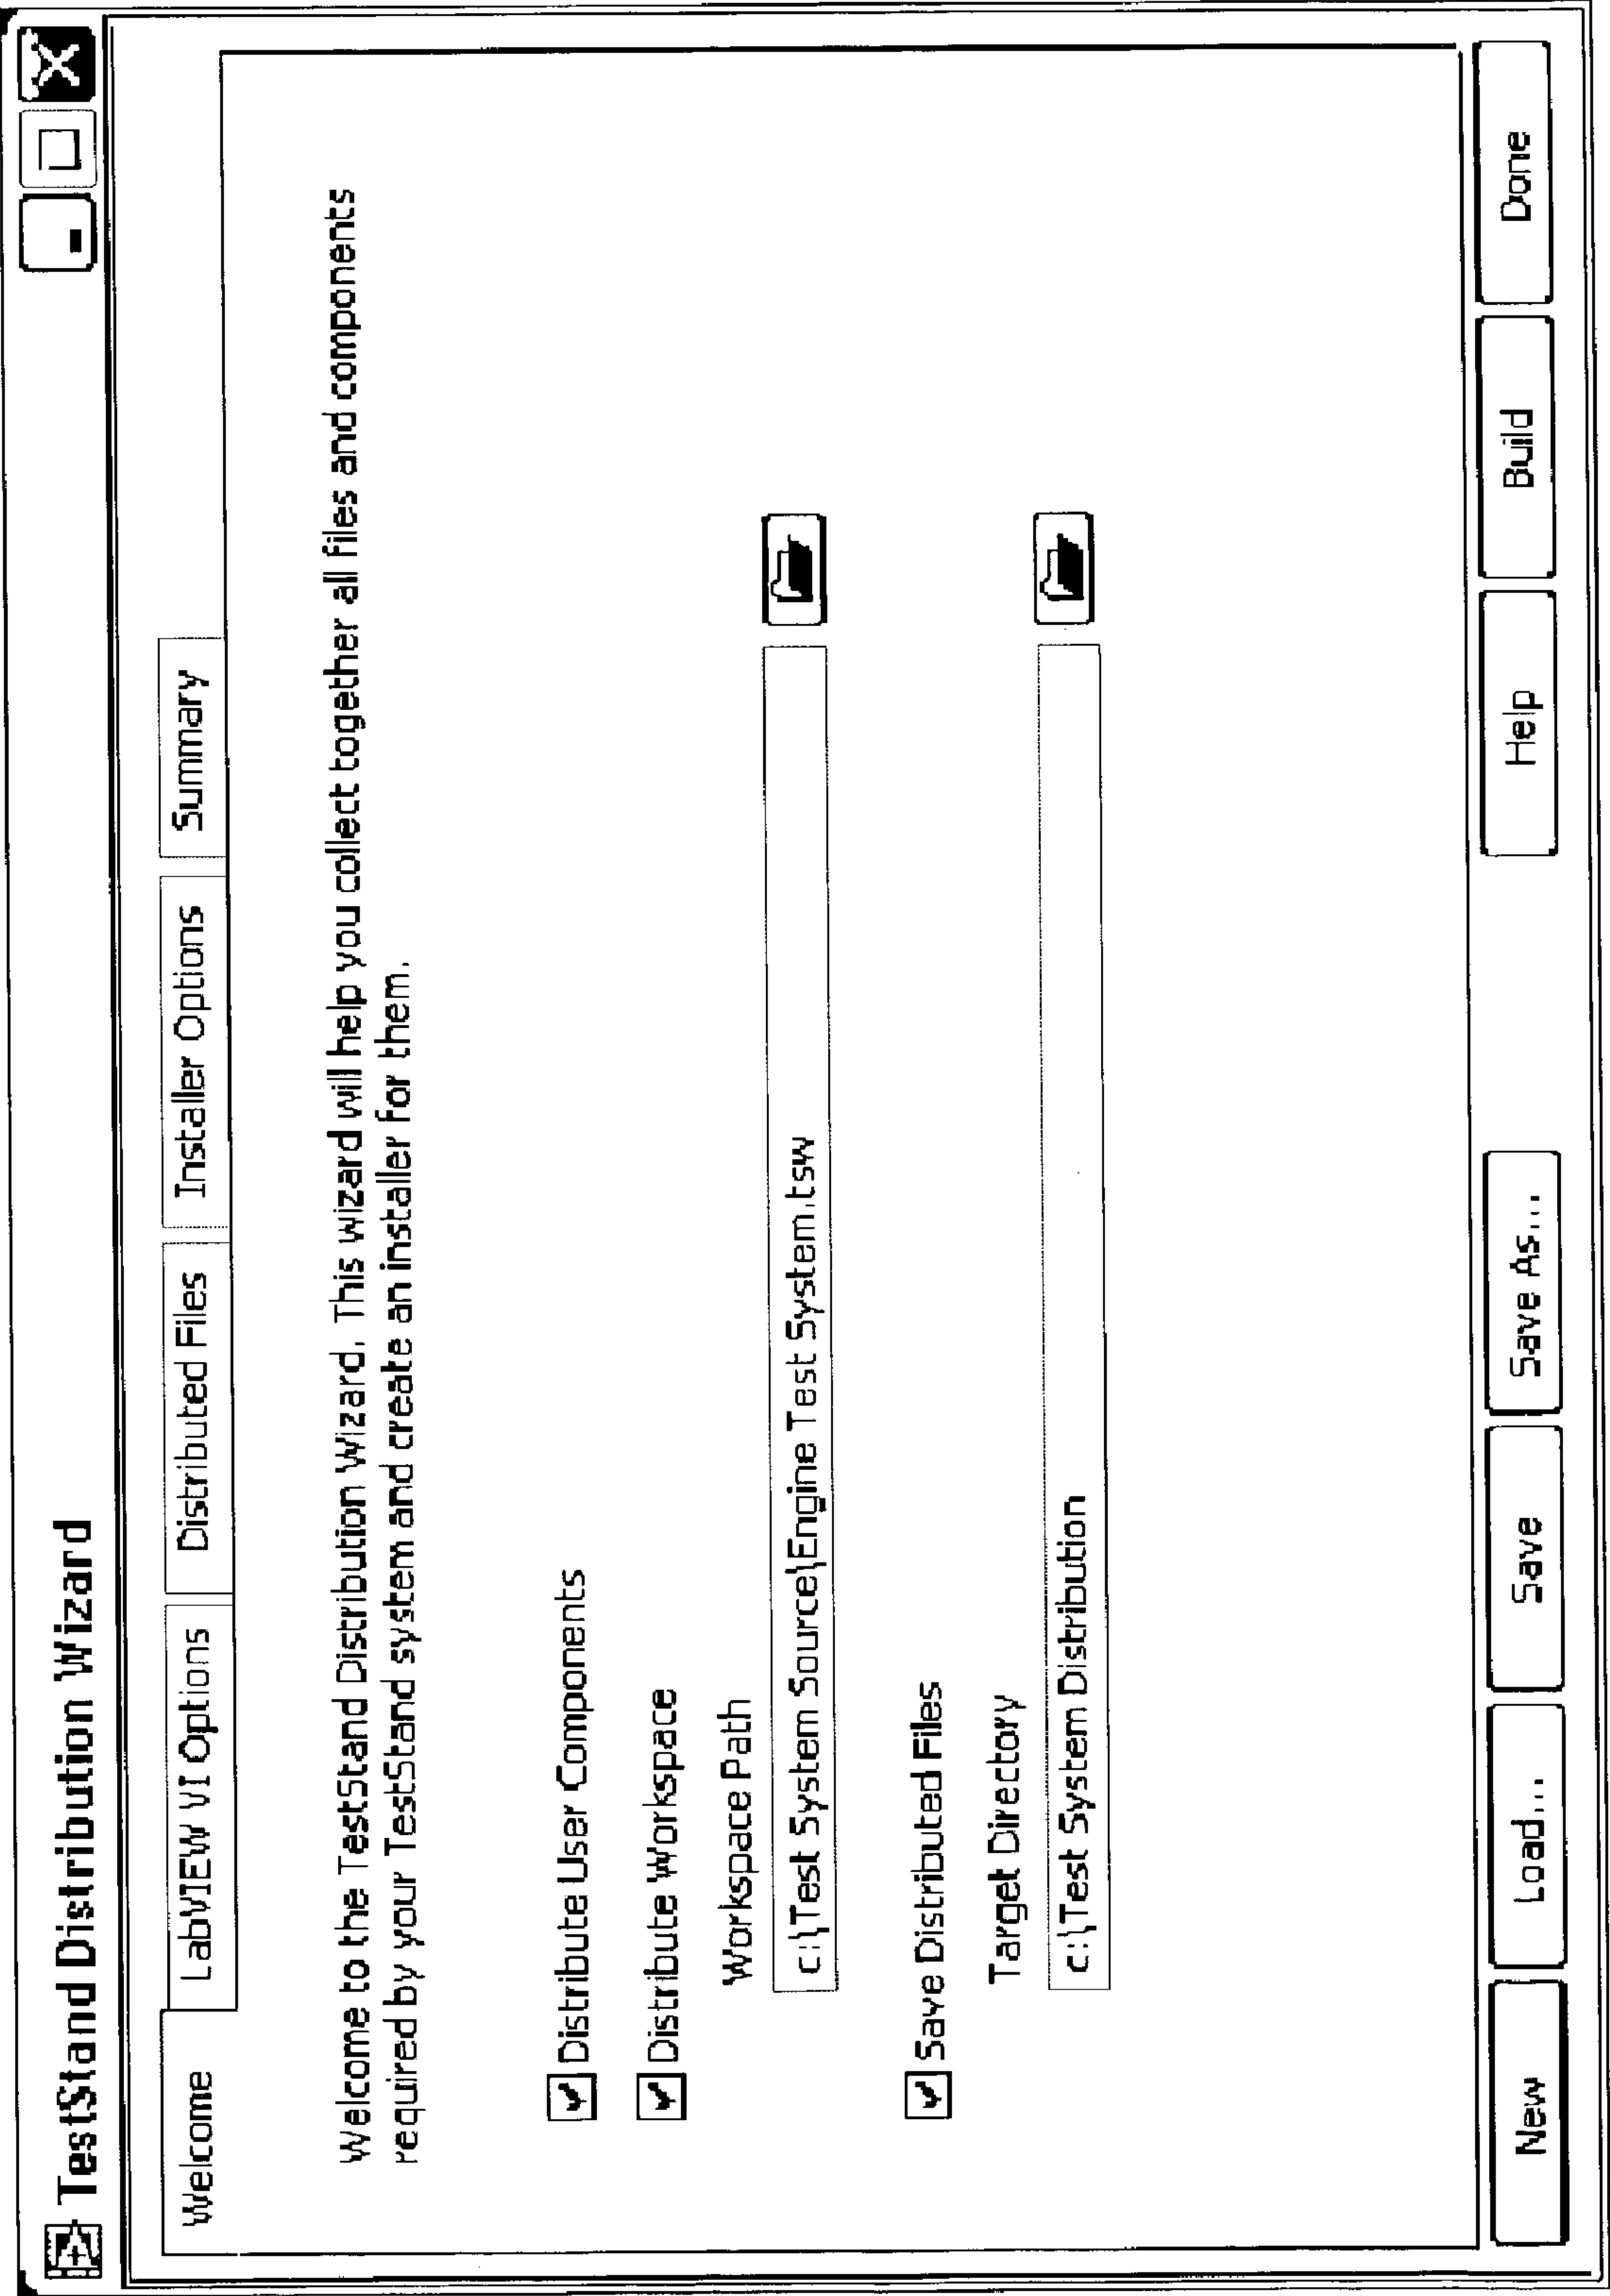 TestStand Distribution Wizard
Welcome
LabVIEW VI Options
Distributed Files
Installer Options
Summary
Welcome to the TestStand Distribution Wizard. This wizard will help you collect together all files and components
required by your TestStand system and create an installer for them.
Distribute User Components
Distribute Workspace
Workspace Path
c:\Test System Source\Engine Test System.tsw
Save Distributed Files
Target Directory
c:\Test System Distribution
New
Load...
Save
Save As...
Help
Build
Done